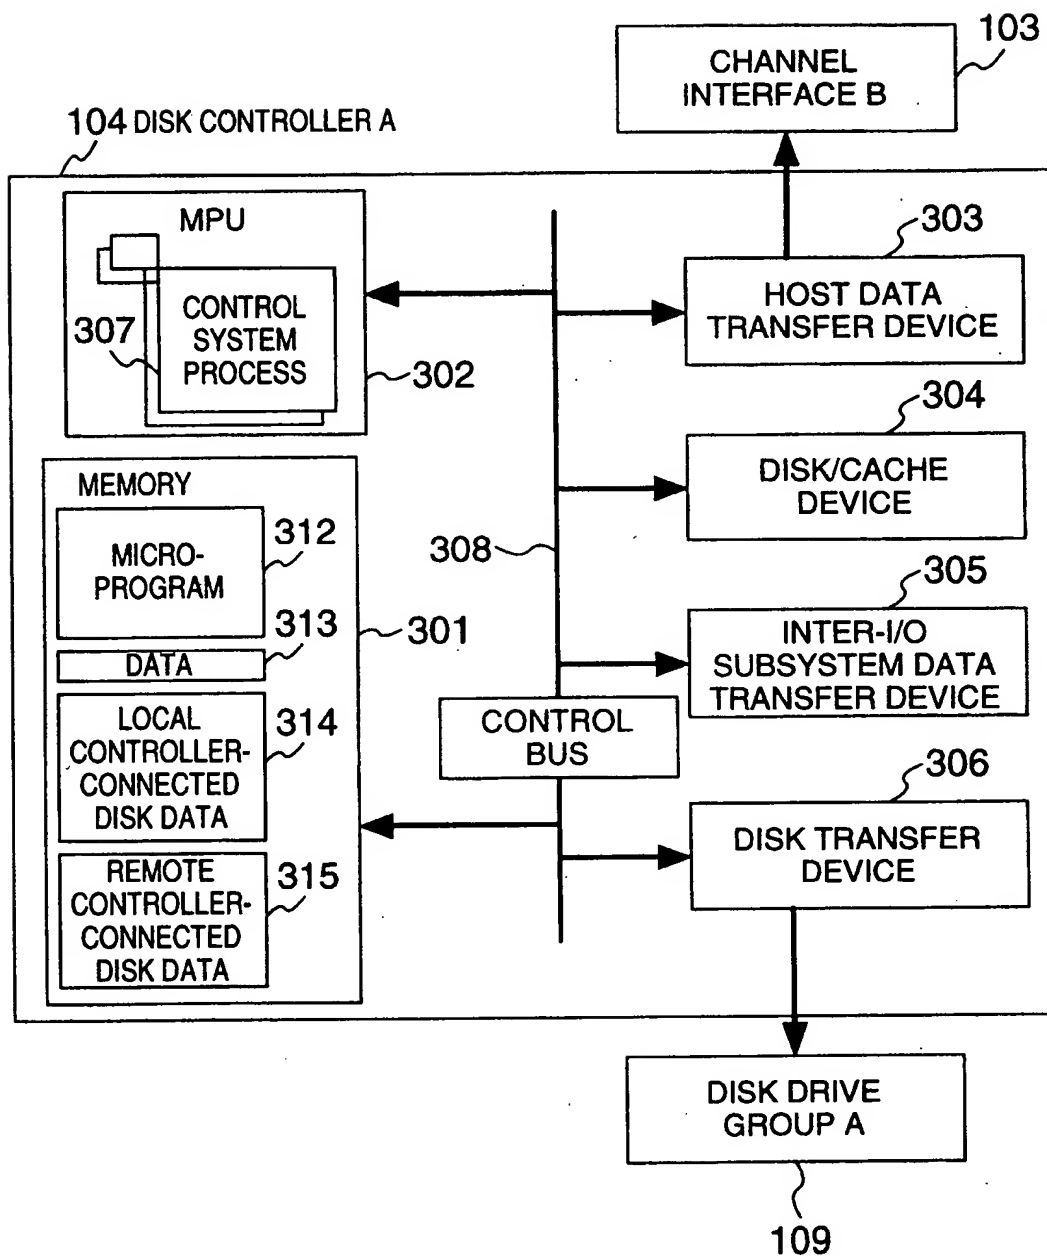 103
CHANNEL
INTERFACE B
104 DISK CONTROLLER A
MPU
CONTROL
SYSTEM
PROCESS
307
302
303
HOST DATA
TRANSFER DEVICE
304
DISK/CACHE
DEVICE
MEMORY
MICRO-
PROGRAM
312
313
DATA
301
LOCAL
CONTROLLER-
CONNECTED
DISK DATA
314
REMOTE
CONTROLLER-
CONNECTED
DISK DATA
315
308
CONTROL
BUS
305
INTER-I/O
SUBSYSTEM DATA
TRANSFER DEVICE
306
DISK TRANSFER
DEVICE
DISK DRIVE
GROUP A
109